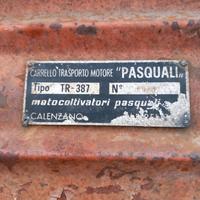 CARRELLO TRASPORTO MOTORE "PASQUALI"
Tipo TR-387 N°
motocoltivatori pasquali
CALENZANO